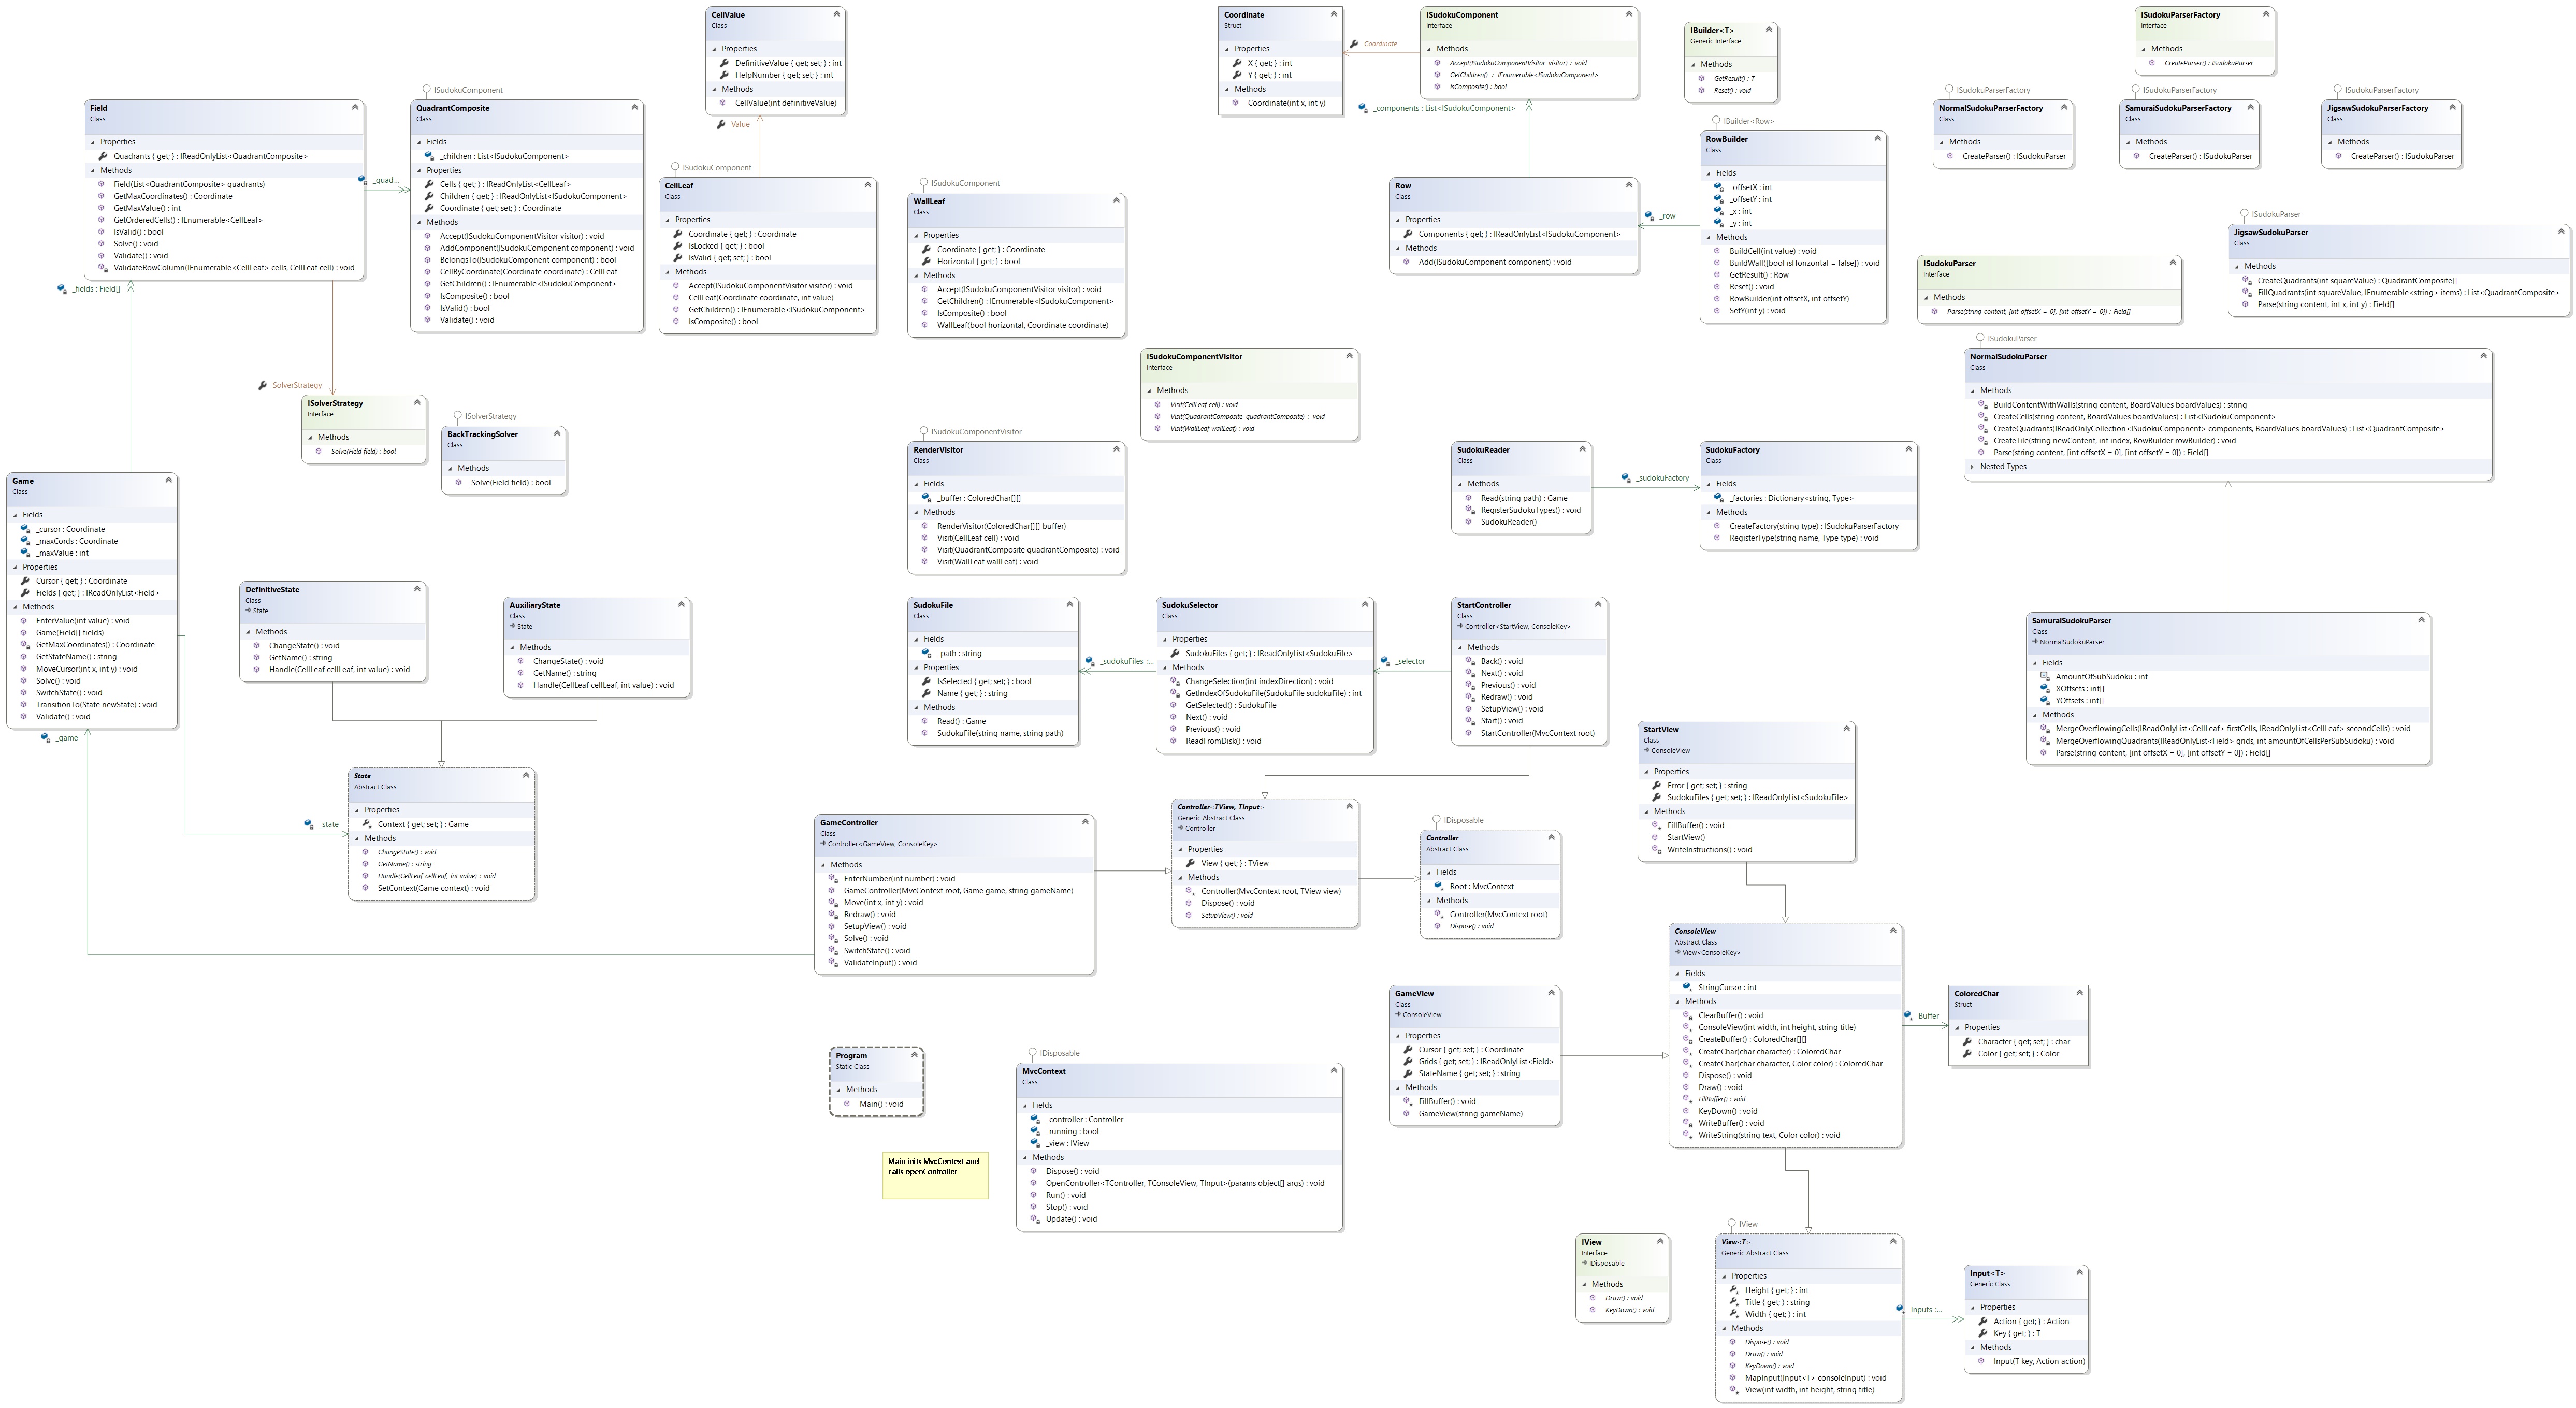 CellValue
Class
Properties
DefinitiveValue { get; set; } : int
HelpNumber { get; set; } : int
Methods
CellValue(int definitiveValue)
Value
Coordinate
Struct
Properties
X { get; } : int
Y { get; } : int
Methods
Coordinate(int x, int y)
Coordinate
ISudokuComponent
Interface
Methods
Accept(ISudokuComponentVisitor visitor) : void
GetChildren() : IEnumerable<ISudokuComponent>
IsComposite() : bool
_components : List<ISudokuComponent>
IBuilder<T>
Generic Interface
Methods
GetResult() : T
Reset() : void
ISudokuParserFactory
Interface
Methods
CreateParser() : ISudokuParser
Field
Class
Properties
Quadrants { get; } : IReadOnlyList<QuadrantComposite>
Methods
Field(List<QuadrantComposite> quadrants)
GetMaxCoordinates() : Coordinate
GetMaxValue() : int
GetOrderedCells() : IEnumerable<CellLeaf>
IsValid() : bool
Solve() : void
Validate() : void
ValidateRowColumn(IEnumerable<CellLeaf> cells, CellLeaf cell) : void
_quad...
_fields : Field[]
ISudokuComponent
QuadrantComposite
Class
Fields
_children : List<ISudokuComponent>
Properties
Cells { get; } : IReadOnlyList<CellLeaf>
Children { get; } : IReadOnlyList<ISudokuComponent>
Coordinate { get; set; } : Coordinate
Methods
Accept(ISudokuComponentVisitor visitor) : void
AddComponent(ISudokuComponent component) : void
BelongsTo(ISudokuComponent component) : bool
CellByCoordinate(Coordinate coordinate) : CellLeaf
GetChildren() : IEnumerable<ISudokuComponent>
IsComposite() : bool
IsValid() : bool
Validate() : void
ISudokuComponent
CellLeaf
Class
Properties
Coordinate { get; } : Coordinate
IsLocked { get; } : bool
IsValid { get; set; } : bool
Methods
Accept(ISudokuComponentVisitor visitor) : void
CellLeaf(Coordinate coordinate, int value)
GetChildren() : IEnumerable<ISudokuComponent>
IsComposite() : bool
ISudokuComponent
WallLeaf
Class
Properties
Coordinate { get; } : Coordinate
Horizontal { get; } : bool
Methods
Accept(ISudokuComponentVisitor visitor) : void
GetChildren() : IEnumerable<ISudokuComponent>
IsComposite() : bool
WallLeaf(bool horizontal, Coordinate coordinate)
Row
Class
Properties
Components { get; } : IReadOnlyList<ISudokuComponent>
Methods
Add(ISudokuComponent component) : void
_row
IBuilder<Row>
RowBuilder
Class
Fields
_offsetX : int
_offsetY : int
_x : int
_y : int
Methods
BuildCell(int value) : void
BuildWall([bool isHorizontal = false]) : void
GetResult() : Row
Reset() : void
RowBuilder(int offsetX, int offsetY)
SetY(int y) : void
ISudokuParserFactory
NormalSudokuParserFactory
Class
Methods
CreateParser() : ISudokuParser
ISudokuParserFactory
SamuraiSudokuParserFactory
Class
Methods
CreateParser() : ISudokuParser
ISudokuParserFactory
JigsawSudokuParserFactory
Class
Methods
CreateParser() : ISudokuParser
ISudokuParser
Interface
Methods
Parse(string content, [int offsetX = 0], [int offsetY = 0]) : Field[]
ISudokuParser
JigsawSudokuParser
Class
Methods
CreateQuadrants(int squareValue) : QuadrantComposite[]
FillQuadrants(int squareValue, IEnumerable<string> items) : List<QuadrantComposite>
Parse(string content, int x, int y) : Field[]
ISudokuParser
NormalSudokuParser
Class
Methods
BuildContentWithWalls(string content, BoardValues boardValues) : string
CreateCells(string content, BoardValues boardValues) : List<ISudokuComponent>
CreateQuadrants(IReadOnlyCollection<ISudokuComponent> components, BoardValues boardValues) : List<QuadrantComposite>
CreateTile(string newContent, int index, RowBuilder rowBuilder) : void
Parse(string content, [int offsetX = 0], [int offsetY = 0]) : Field[]
Nested Types
SolverStrategy
ISolverStrategy
Interface
Methods
Solve(Field field) : bool
ISolverStrategy
BackTrackingSolver
Class
Methods
Solve(Field field) : bool
ISudokuComponentVisitor
Interface
Methods
Visit(CellLeaf cell) : void
Visit(QuadrantComposite quadrantComposite) : void
Visit(WallLeaf wallLeaf) : void
ISudokuComponentVisitor
RenderVisitor
Class
Fields
_buffer : ColoredChar[][]
Methods
RenderVisitor(ColoredChar[][] buffer)
Visit(CellLeaf cell) : void
Visit(QuadrantComposite quadrantComposite) : void
Visit(WallLeaf wallLeaf) : void
SudokuReader
Class
Methods
Read(string path) : Game
RegisterSudokuTypes() : void
SudokuReader()
_sudokuFactory
SudokuFactory
Class
Fields
_factories : Dictionary<string, Type>
Methods
CreateFactory(string type) : ISudokuParserFactory
RegisterType(string name, Type type) : void
Game
Class
Fields
_cursor : Coordinate
_maxCords : Coordinate
_maxValue : int
Properties
Cursor { get; } : Coordinate
Fields { get; } : IReadOnlyList<Field>
Methods
EnterValue(int value) : void
Game(Field[] fields)
GetMaxCoordinates() : Coordinate
GetStateName() : string
MoveCursor(int x, int y) : void
Solve() : void
SwitchState() : void
TransitionTo(State newState) : void
Validate() : void
_game
DefinitiveState
Class
State
Methods
ChangeState() : void
GetName() : string
Handle(CellLeaf cellLeaf, int value) : void
AuxiliaryState
Class
State
Methods
ChangeState() : void
GetName() : string
Handle(CellLeaf cellLeaf, int value) : void
_state
State
Abstract Class
Properties
Context { get; set; } : Game
Methods
ChangeState() : void
GetName() : string
Handle(CellLeaf cellLeaf, int value) : void
SetContext(Game context) : void
SudokuFile
Class
Fields
_path : string
Properties
IsSelected { get; set; } : bool
Name { get; } : string
Methods
Read() : Game
SudokuFile(string name, string path)
_sudokuFiles :...
SudokuSelector
Class
Properties
SudokuFiles { get; } : IReadOnlyList<SudokuFile>
Methods
ChangeSelection(int indexDirection) : void
GetIndexOfSudokuFile(SudokuFile sudokuFile) : int
GetSelected() : SudokuFile
Next() : void
Previous() : void
ReadFromDisk() : void
_selector
StartController
Class
Controller<StartView, ConsoleKey>
Methods
Back() : void
Next() : void
Previous() : void
Redraw() : void
SetupView() : void
Start() : void
StartController(MvcContext root)
SamuraiSudokuParser
Class
NormalSudokuParser
Fields
AmountOfSubSudoku : int
XOffsets : int[]
YOffsets : int[]
Methods
MergeOverflowingCells(IReadOnlyList<CellLeaf> firstCells, IReadOnlyList<CellLeaf> secondCells) : void
MergeOverflowingQuadrants(IReadOnlyList<Field> grids, int amountOfCellsPerSubSudoku) : void
Parse(string content, [int offsetX = 0], [int offsetY = 0]) : Field[]
StartView
Class
ConsoleView
Properties
Error { get; set; } : string
SudokuFiles { get; set; } : IReadOnlyList<SudokuFile>
Methods
FillBuffer() : void
StartView()
WriteInstructions() : void
GameController
Class
Controller<GameView, ConsoleKey>
Methods
EnterNumber(int number) : void
GameController(MvcContext root, Game game, string gameName)
Move(int x, int y) : void
Redraw() : void
SetupView() : void
Solve() : void
SwitchState() : void
ValidateInput() : void
Controller<TView, TInput>
Generic Abstract Class
Controller
Properties
View { get; } : TView
Methods
Controller(MvcContext root, TView view)
Dispose() : void
SetupView() : void
IDisposable
Controller
Abstract Class
Fields
Root : MvcContext
Methods
Controller(MvcContext root)
Dispose() : void
ConsoleView
Abstract Class
View<ConsoleKey>
Fields
StringCursor : int
Methods
ClearBuffer() : void
ConsoleView(int width, int height, string title)
CreateBuffer() : ColoredChar[][]
CreateChar(char character) : ColoredChar
CreateChar(char character, Color color) : ColoredChar
Dispose() : void
Draw() : void
FillBuffer() : void
KeyDown() : void
WriteBuffer() : void
WriteString(string text, Color color) : void
Buffer
ColoredChar
Struct
Properties
Character { get; set; } : char
Color { get; set; } : Color
GameView
Class
ConsoleView
Properties
Cursor { get; set; } : Coordinate
Grids { get; set; } : IReadOnlyList<Field>
StateName { get; set; } : string
Methods
FillBuffer() : void
GameView(string gameName)
Program
Static Class
Methods
Main() : void
Main inits MvcContext and
calls openController
IDisposable
MvcContext
Class
Fields
_controller : Controller
_running : bool
_view : IView
Methods
Dispose() : void
OpenController<TController, TConsoleView, TInput>(params object[] args) : void
Run() : void
Stop() : void
Update() : void
IView
Interface
IDisposable
Methods
Draw() : void
KeyDown() : void
IView
View<T>
Generic Abstract Class
Properties
Height { get; } : int
Title { get; } : string
Width { get; } : int
Methods
Dispose() : void
Draw() : void
KeyDown() : void
MapInput(Input<T> consoleInput) : void
View(int width, int height, string title)
Inputs :...
Input<T>
Generic Class
Properties
Action { get; } : Action
Key { get; } : T
Methods
Input(T key, Action action)